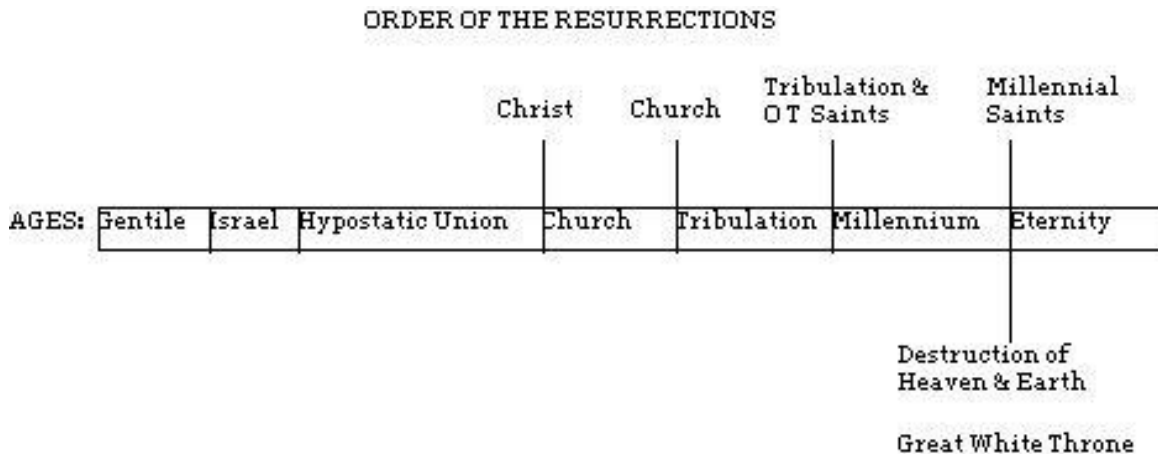 ORDER OF THE RESURRECTIONS
Tribulation & Millennial
Christ Church OT Saints Saints
AGES: Gentile Israel Hypostatic Union Church Tribulation Millennium Eternity
Destruction of
Heaven & Earth
Great White Throne